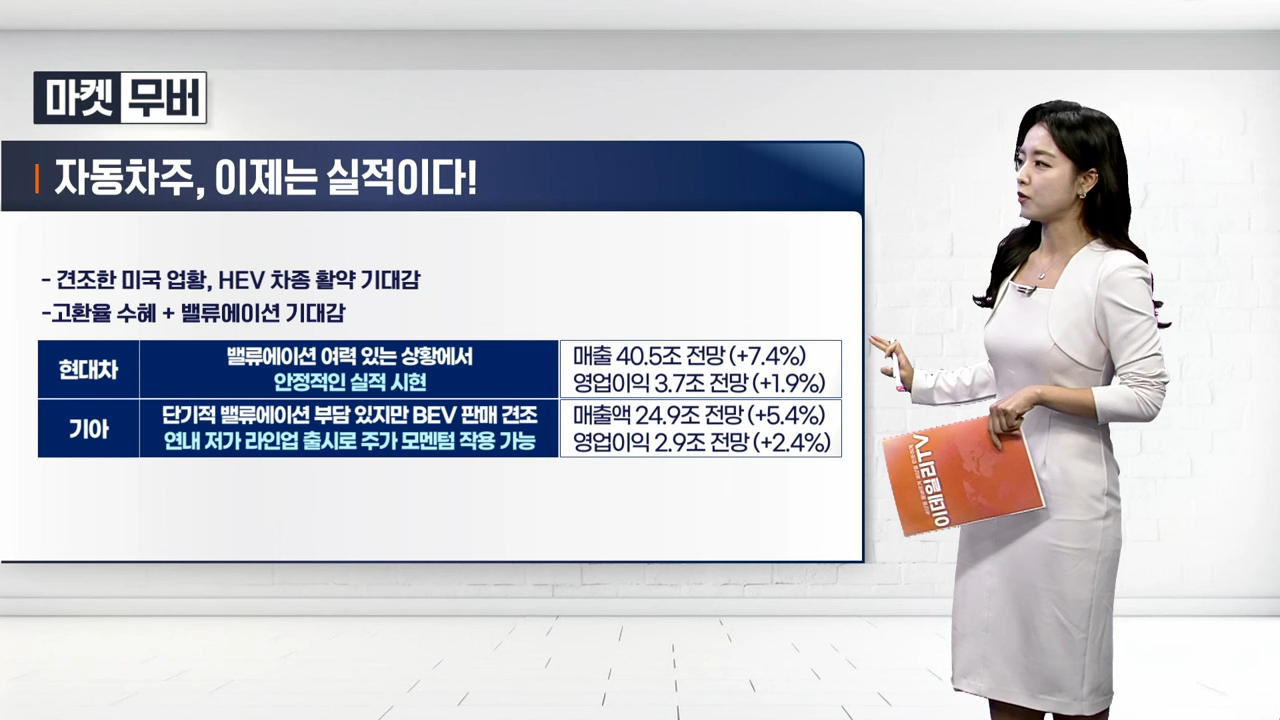 마켓 무버
자동차주, 이제는 실적이다!
- 견조한 미국 업황, HEV 차종 활약 기대감
-고환율 수혜 + 밸류에이션 기대감
현대차
밸류에이션 여력 있는 상황에서
안정적인 실적 시현
매출 40.5조 전망 (+7.4%)
영업이익 3.7조 전망 (+1.9%)
기아
단기적 밸류에이션 부담 있지만 BEV 판매 견조
연내 저가 라인업 출시로 주가 모멘텀 작용 가능
매출액 24.9조 전망 (+5.4%)
영업이익 2.9조 전망 (+2.4%)
이데일리TV